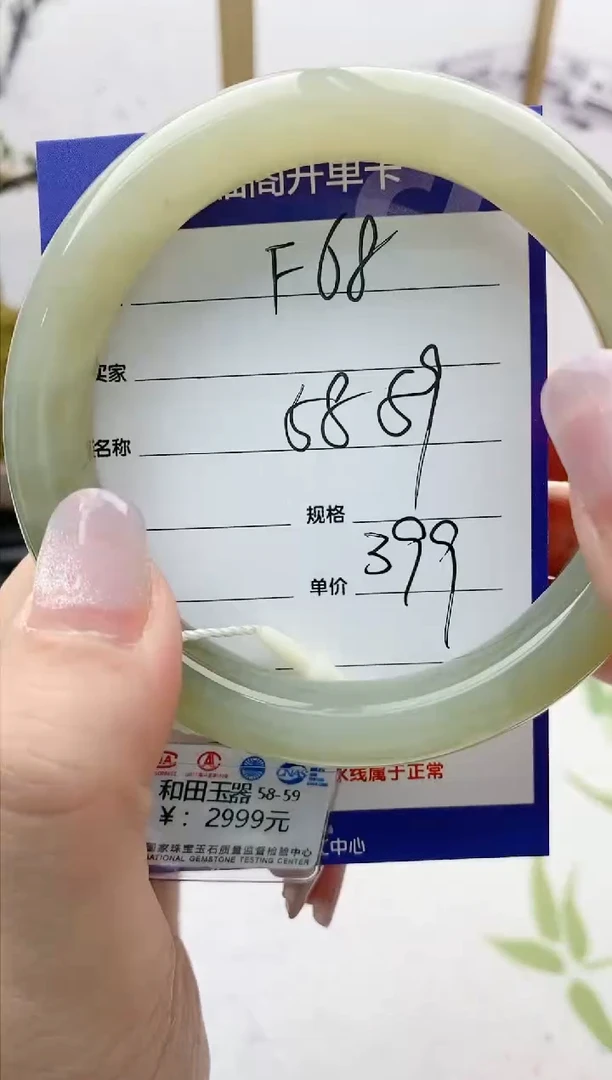 开单卡
F68
买家
5859
名称
规格
单价 399
水线属于正常
和田玉器 58-59
¥：2999元
国家珠宝玉石质量监督检验中心
NATIONAL GEMSTONE TESTING CENTER
中心